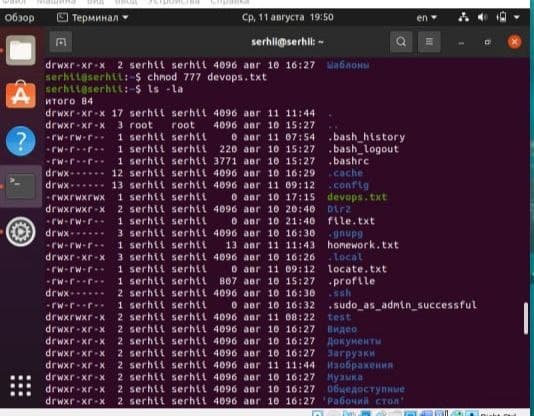 Обзор Терминал Ср, 11 августа 19:50 en
serhii@serhii: ~
drwxr-xr-x 2 serhii serhii 4096 авг 10 16:27 Шаблоны
serhii@serhii:~$ chmod 777 devops.txt
serhii@serhii:~$ ls -la
итого 84
drwxr-xr-x 17 serhii serhii 4096 авг 11 11:44 .
drwxr-xr-x 3 root root 4096 авг 10 15:27 ..
-rw-rw-r-- 1 serhii serhii 0 авг 11 07:54 .bash_history
-rw-r--r-- 1 serhii serhii 220 авг 10 15:27 .bash_logout
-rw-r--r-- 1 serhii serhii 3771 авг 10 15:27 .bashrc
drwx------ 12 serhii serhii 4096 авг 10 16:29 .cache
drwx------ 13 serhii serhii 4096 авг 11 09:12 .config
-rwxrwxrwx 1 serhii serhii 0 авг 10 17:15 devops.txt
drwxrwxr-x 2 serhii serhii 4096 авг 10 20:40 Dir2
-rw-rw-r-- 1 serhii serhii 0 авг 10 21:40 file.txt
drwx------ 3 serhii serhii 4096 авг 10 16:30 .gnupg
-rw-rw-r-- 1 serhii serhii 13 авг 11 11:43 homework.txt
drwxr-xr-x 3 serhii serhii 4096 авг 10 16:26 .local
-rw-rw-r-- 1 serhii serhii 0 авг 11 09:12 locate.txt
-rw-r--r-- 1 serhii serhii 807 авг 10 15:27 .profile
drwx------ 2 serhii serhii 4096 авг 10 16:30 .ssh
-rw-r--r-- 1 serhii serhii 0 авг 10 16:32 .sudo_as_admin_successful
drwxrwxr-x 2 serhii serhii 4096 авг 11 08:22 test
drwxr-xr-x 2 serhii serhii 4096 авг 10 16:27 Видео
drwxr-xr-x 2 serhii serhii 4096 авг 10 16:27 Документы
drwxr-xr-x 2 serhii serhii 4096 авг 10 16:27 Загрузки
drwxr-xr-x 2 serhii serhii 4096 авг 11 11:44 Изображения
drwxr-xr-x 2 serhii serhii 4096 авг 10 16:27 Музыка
drwxr-xr-x 2 serhii serhii 4096 авг 10 16:27 Общедоступные
drwxr-xr-x 2 serhii serhii 4096 авг 10 16:27 'Рабочий стол'